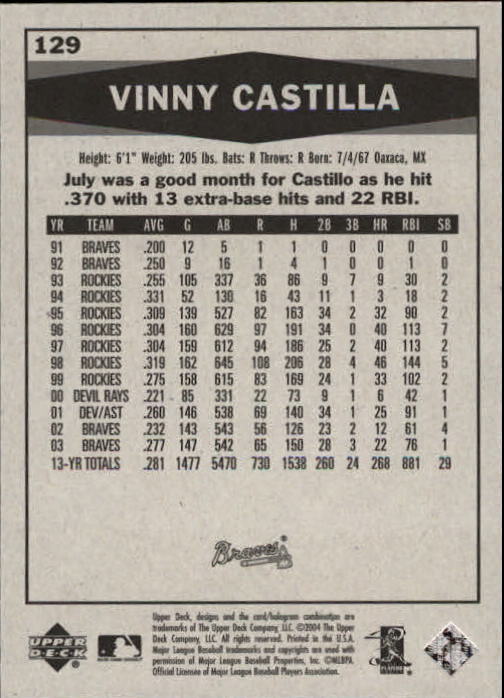 129
VINNY CASTILLA
Height: 6'1" Weight: 205 lbs. Bats: R Throws: R Born: 7/4/67 Oaxaca, MX
July was a good month for Castillo as he hit
.370 with 13 extra-base hits and 22 RBI.
YR TEAM AVG G AB R H 2B 3B HR RBI SB
91 BRAVES .200 12 5 1 1 0 0 0 0 0
92 BRAVES .250 9 16 1 4 1 0 0 1 0
93 ROCKIES .255 105 337 36 86 9 7 9 30 2
94 ROCKIES .331 52 130 16 43 11 1 3 18 2
95 ROCKIES .309 139 527 82 163 34 2 32 90 2
96 ROCKIES .304 160 629 97 191 34 0 40 113 7
97 ROCKIES .304 159 612 94 186 25 2 40 113 2
98 ROCKIES .319 162 645 108 206 28 4 46 144 5
99 ROCKIES .275 158 615 83 169 24 1 33 102 2
00 DEVIL RAYS .221 85 331 22 73 9 1 6 42 1
01 DEV/AST .260 146 538 69 140 34 1 25 91 1
02 BRAVES .232 143 543 56 126 23 2 12 61 4
03 BRAVES .277 147 542 65 150 28 3 22 76 1
13-YR TOTALS .281 1477 5470 730 1538 260 24 268 881 29
Braves
UPPER
DECK
Upper Deck, designs and the card/hologram combination are
trademarks of The Upper Deck Company, LLC. ©2004 The Upper
Deck Company, LLC. All rights reserved. Printed in the U.S.A.
Major League Baseball trademarks and copyrights are used with
permission of Major League Baseball Properties, Inc. ©MLBPA
Official Licensee of Major League Baseball Players Association.